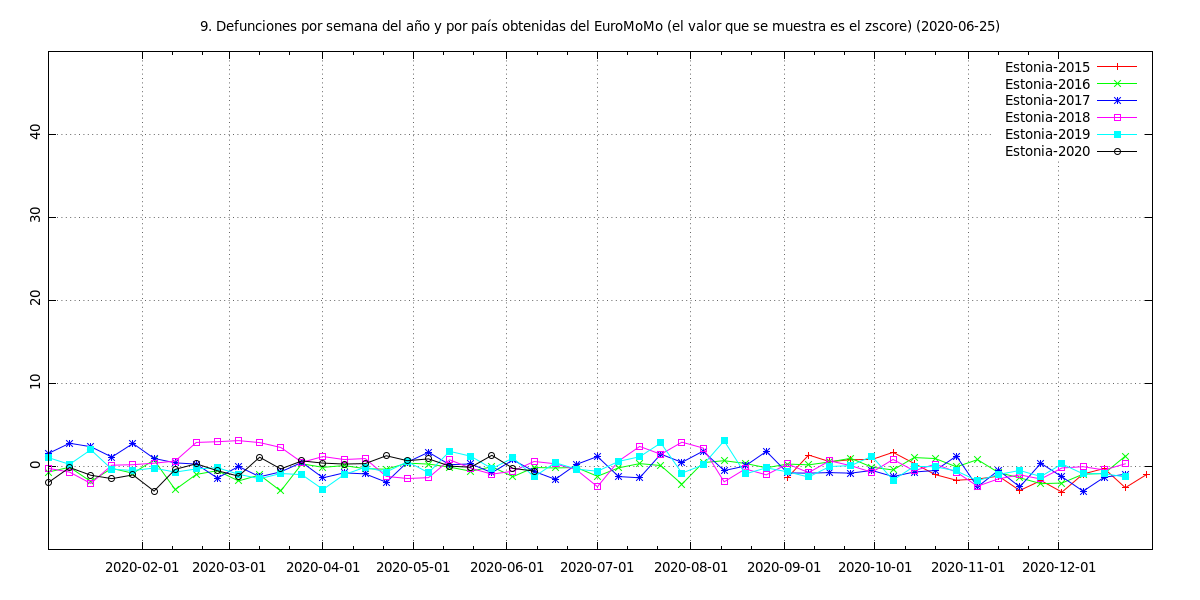 9. Defunciones por semana del año y por país obtenidas del EuroMoMo (el valor que se muestra es el zscore) (2020-06-25)
Estonia-2015
Estonia-2016
Estonia-2017
Estonia-2018
Estonia-2019
Estonia-2020
40
30
20
10
0
2020-02-01 2020-03-01 2020-04-01 2020-05-01 2020-06-01 2020-07-01 2020-08-01 2020-09-01 2020-10-01 2020-11-01 2020-12-01